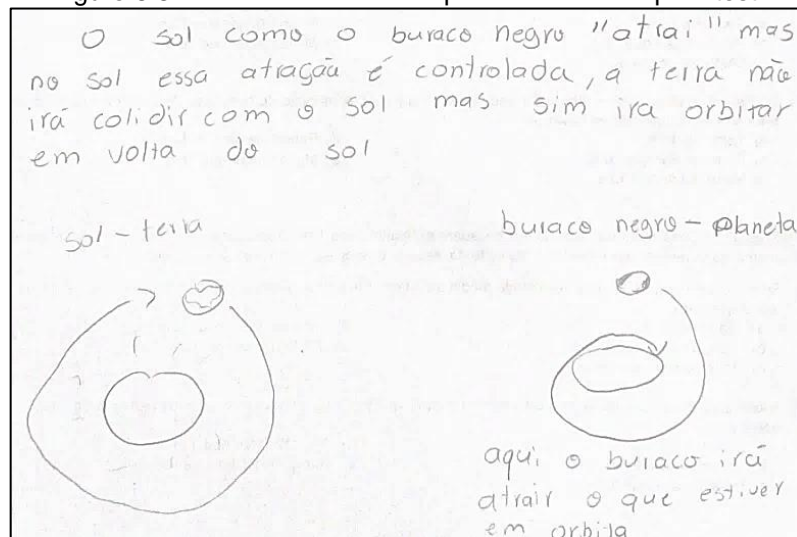 O sol como o buraco negro "atrai" mas
no sol essa atração é controlada, a terra não
irá colidir com o sol mas sim ira orbitar
em volta do sol
sol - terra
buraco negro - planeta
aqui o buraco irá
atrair o que estiver
em orbita